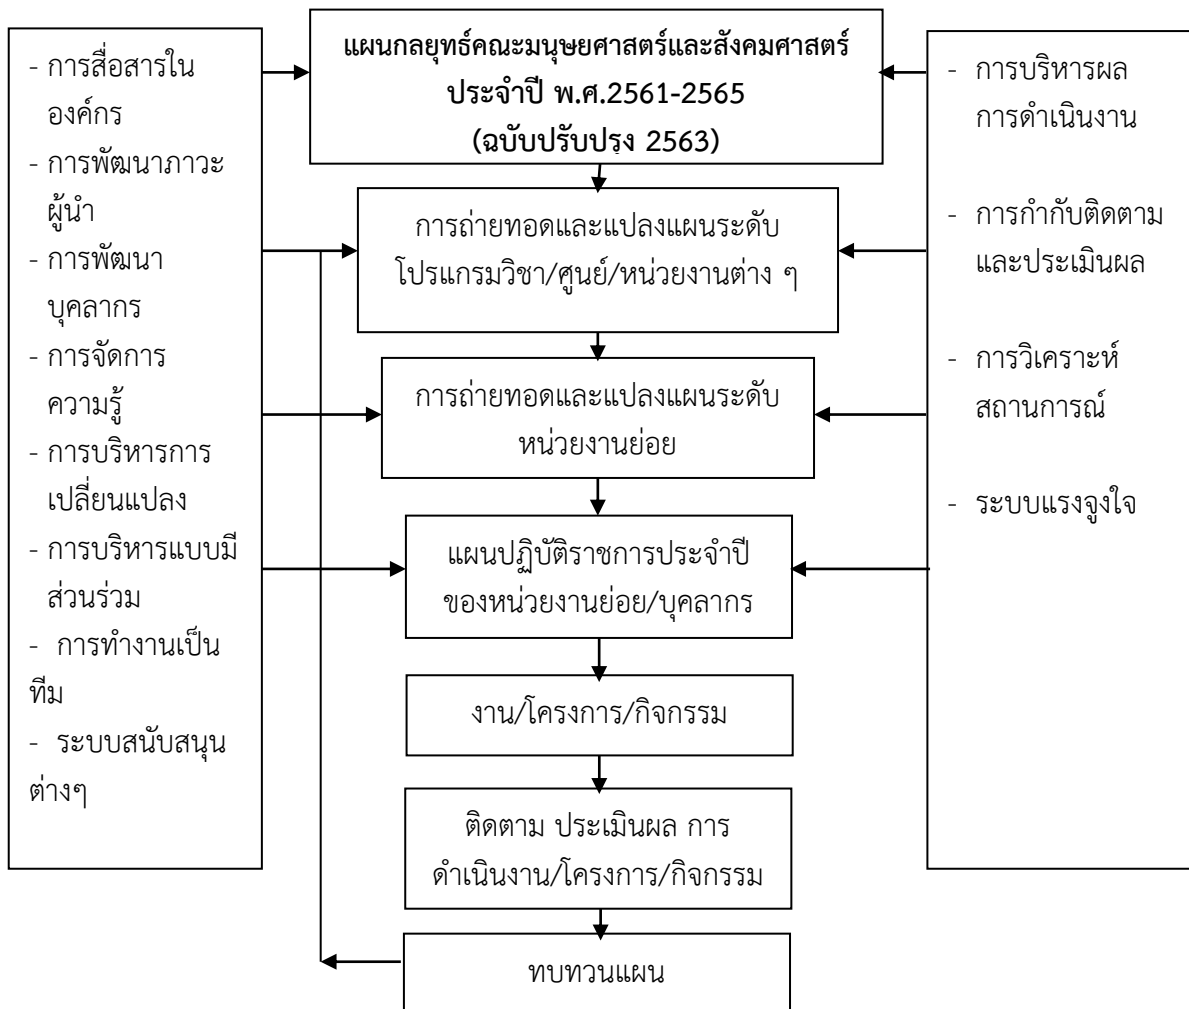 แผนกลยุทธ์คณะมนุษยศาสตร์และสังคมศาสตร์
ประจำปี พ.ศ.2561-2565
(ฉบับปรับปรุง 2563)
- การสื่อสารใน
องค์กร
- การพัฒนาภาวะ
ผู้นำ
- การพัฒนา
บุคลากร
- การจัดการ
ความรู้
- การบริหารการ
เปลี่ยนแปลง
- การบริหารแบบมี
ส่วนร่วม
- การทำงานเป็น
ทีม
- ระบบสนับสนุน
ต่างๆ
การถ่ายทอดและแปลงแผนระดับ
โปรแกรมวิชา/ศูนย์/หน่วยงานต่าง ๆ
การถ่ายทอดและแปลงแผนระดับ
หน่วยงานย่อย
แผนปฏิบัติราชการประจำปี
ของหน่วยงานย่อย/บุคลากร
งาน/โครงการ/กิจกรรม
ติดตาม ประเมินผล การ
ดำเนินงาน/โครงการ/กิจกรรม
ทบทวนแผน
- การบริหารผล
การดำเนินงาน
- การกำกับติดตาม
และประเมินผล
- การวิเคราะห์
สถานการณ์
- ระบบแรงจูงใจ